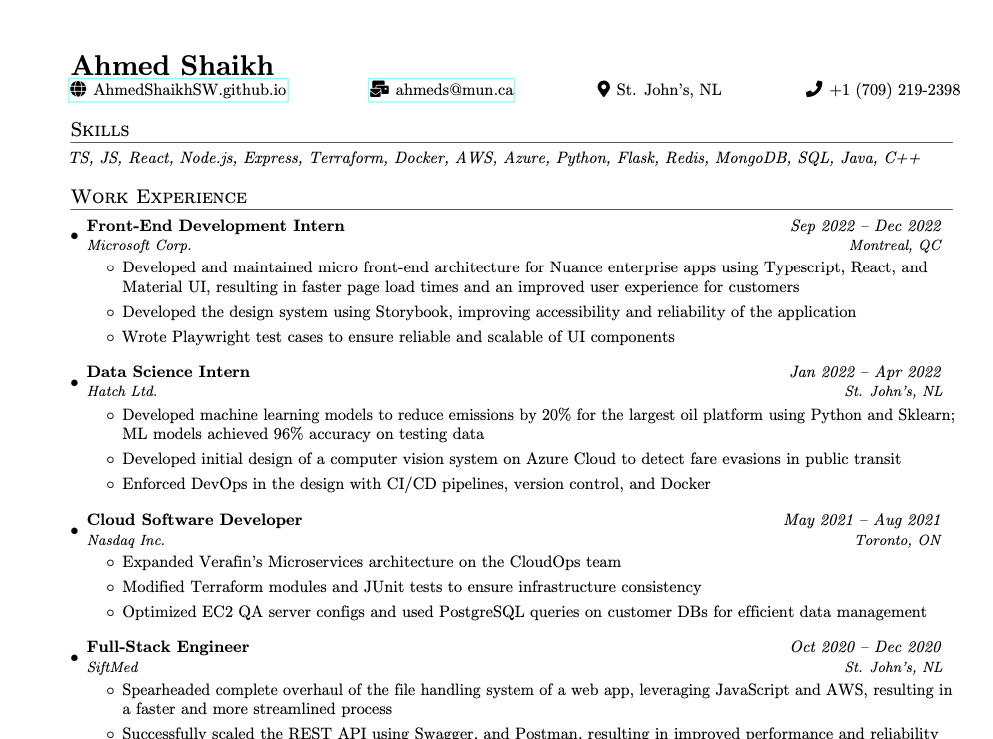 Ahmed Shaikh
AhmedShaikhSW.github.io ahmeds@mun.ca St. John's, NL +1 (709) 219-2398
Skills
TS, JS, React, Node.js, Express, Terraform, Docker, AWS, Azure, Python, Flask, Redis, MongoDB, SQL, Java, C++
Work Experience
• Front-End Development Intern Sep 2022 – Dec 2022
Microsoft Corp. Montreal, QC
◦ Developed and maintained micro front-end architecture for Nuance enterprise apps using Typescript, React, and
Material UI, resulting in faster page load times and an improved user experience for customers
◦ Developed the design system using Storybook, improving accessibility and reliability of the application
◦ Wrote Playwright test cases to ensure reliable and scalable of UI components
• Data Science Intern Jan 2022 – Apr 2022
Hatch Ltd. St. John's, NL
◦ Developed machine learning models to reduce emissions by 20% for the largest oil platform using Python and Sklearn;
ML models achieved 96% accuracy on testing data
◦ Developed initial design of a computer vision system on Azure Cloud to detect fare evasions in public transit
◦ Enforced DevOps in the design with CI/CD pipelines, version control, and Docker
• Cloud Software Developer May 2021 – Aug 2021
Nasdaq Inc. Toronto, ON
◦ Expanded Verafin's Microservices architecture on the CloudOps team
◦ Modified Terraform modules and JUnit tests to ensure infrastructure consistency
◦ Optimized EC2 QA server configs and used PostgreSQL queries on customer DBs for efficient data management
• Full-Stack Engineer Oct 2020 – Dec 2020
SiftMed St. John's, NL
◦ Spearheaded complete overhaul of the file handling system of a web app, leveraging JavaScript and AWS, resulting in
a faster and more streamlined process
◦ Successfully scaled the REST API using Swagger, and Postman, resulting in improved performance and reliability